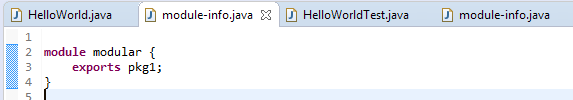 HelloWorld.java module-info.java HelloWorldTest.java module-info.java
1
2 module modular {
3 exports pkg1;
4 }
5